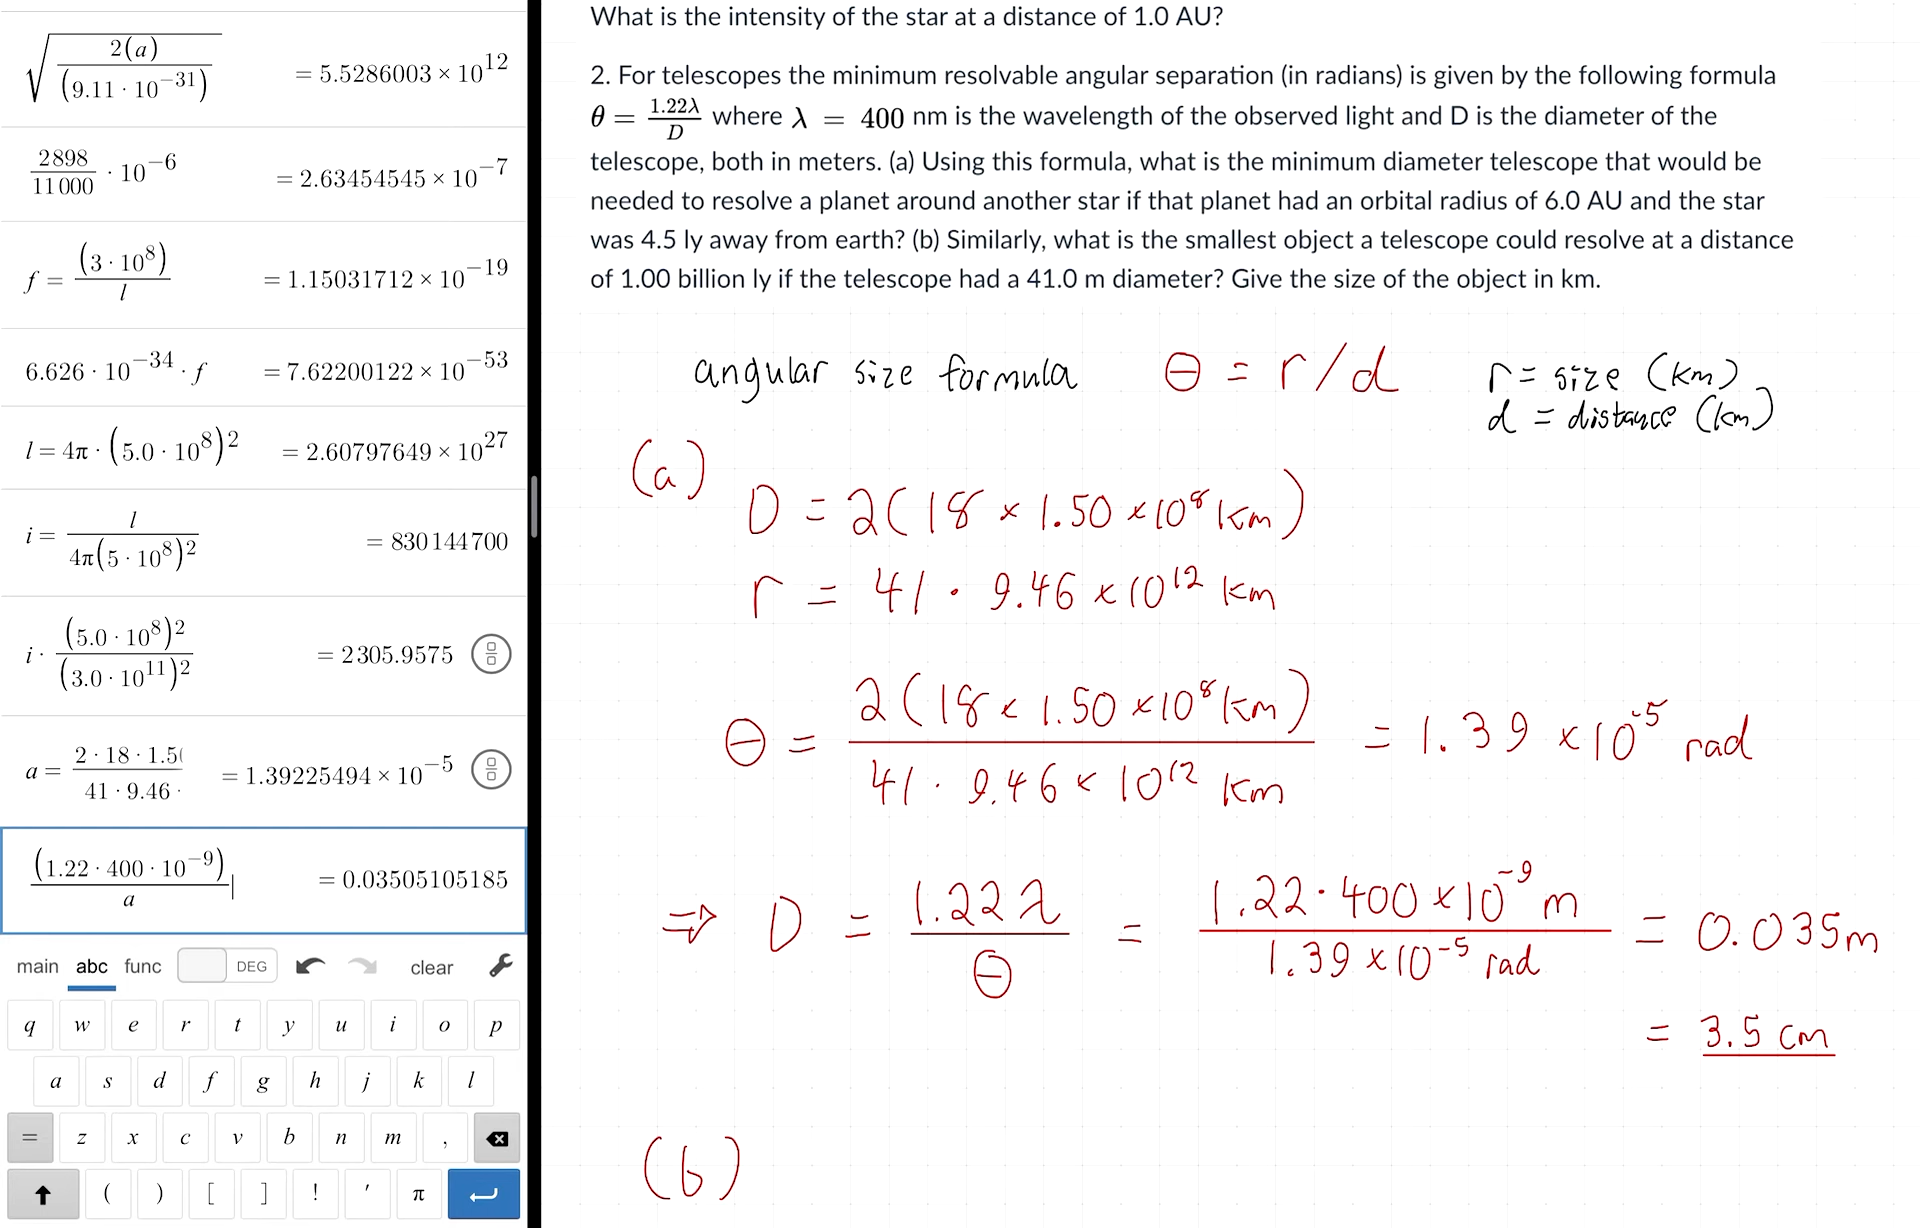 √(2(a)/(9.11 · 10^−31)) = 5.5286003 × 10^12
2898/11000 · 10^−6 = 2.63454545 × 10^−7
f = (3 · 10^8)/l = 1.15031712 × 10^−19
6.626 · 10^−34 · f = 7.62200122 × 10^−53
l = 4π · (5.0 · 10^8)^2 = 2.60797649 × 10^27
i = l/(4π(5 · 10^8)^2) = 830144700
i · (5.0 · 10^8)^2/(3.0 · 10^11)^2 = 2305.9575
a = 2 · 18 · 1.5(/41 · 9.46 · = 1.39225494 × 10^−5
(1.22 · 400 · 10^−9)/a = 0.03505105185
main abc func DEG clear
q w e r t y u i o p
a s d f g h j k l
= z x c v b n m ,
( ) [ ] ! ′ π
What is the intensity of the star at a distance of 1.0 AU?
2. For telescopes the minimum resolvable angular separation (in radians) is given by the following formula
θ = 1.22λ/D where λ = 400 nm is the wavelength of the observed light and D is the diameter of the
telescope, both in meters. (a) Using this formula, what is the minimum diameter telescope that would be
needed to resolve a planet around another star if that planet had an orbital radius of 6.0 AU and the star
was 4.5 ly away from earth? (b) Similarly, what is the smallest object a telescope could resolve at a distance
of 1.00 billion ly if the telescope had a 41.0 m diameter? Give the size of the object in km.
angular size formula θ = r/d r = size (km)
d = distance (km)
(a)
D = 2(18 × 1.50 × 10^8 km)
r = 41 · 9.46 × 10^12 km
θ = 2(18 × 1.50 × 10^8 km)/41 · 9.46 × 10^12 km = 1.39 × 10^-5 rad
⇒ D = 1.22λ/θ = 1.22 · 400 × 10^-9 m/1.39 × 10^-5 rad = 0.035m
= 3.5 cm
(b)